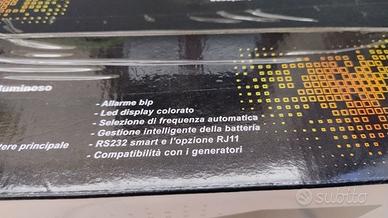 luminoso
- Allarme bip
- Led display colorato
- Selezione di frequenza automatica
- Gestione intelligente della batteria
tere principale
- RS232 smart e l'opzione RJ11
- Compatibilità con i generatori
subito